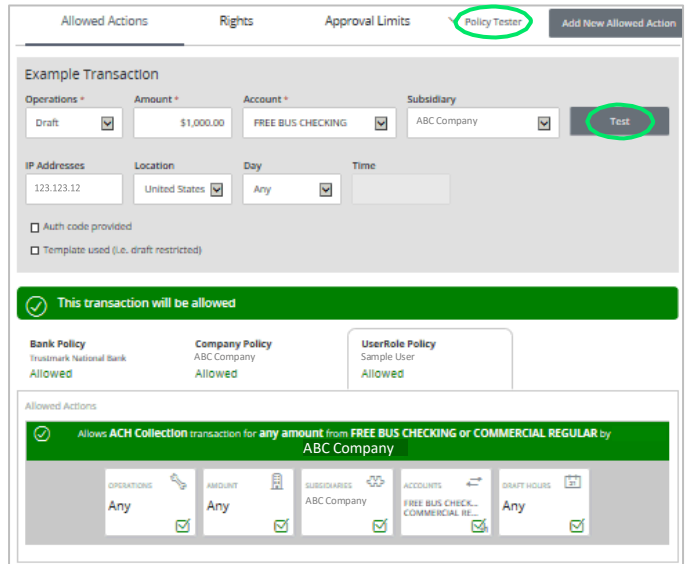 Allowed Actions Rights Approval Limits Policy Tester Add New Allowed Action
Example Transaction
Operations * Amount * Account * Subsidiary
Draft $1,000.00 FREE BUS CHECKING ABC Company Test
IP Addresses Location Day Time
123.123.12 United States Any
Auth code provided
Template used (i.e. draft restricted)
This transaction will be allowed
Bank Policy Company Policy UserRole Policy
Trustmark National Bank ABC Company Sample User
Allowed Allowed Allowed
Allowed Actions
Allows ACH Collection transaction for any amount from FREE BUS CHECKING or COMMERCIAL REGULAR by
ABC Company
OPERATIONS AMOUNT SUBSIDIARIES ACCOUNTS DRAFT HOURS
Any Any ABC Company FREE BUS CHECK... Any
COMMERCIAL RE...